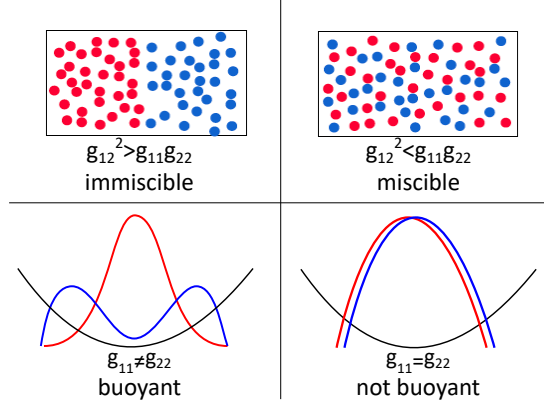 g₁₂²>g₁₁g₂₂
immiscible
g₁₂²<g₁₁g₂₂
miscible
g₁₁≠g₂₂
buoyant
g₁₁=g₂₂
not buoyant